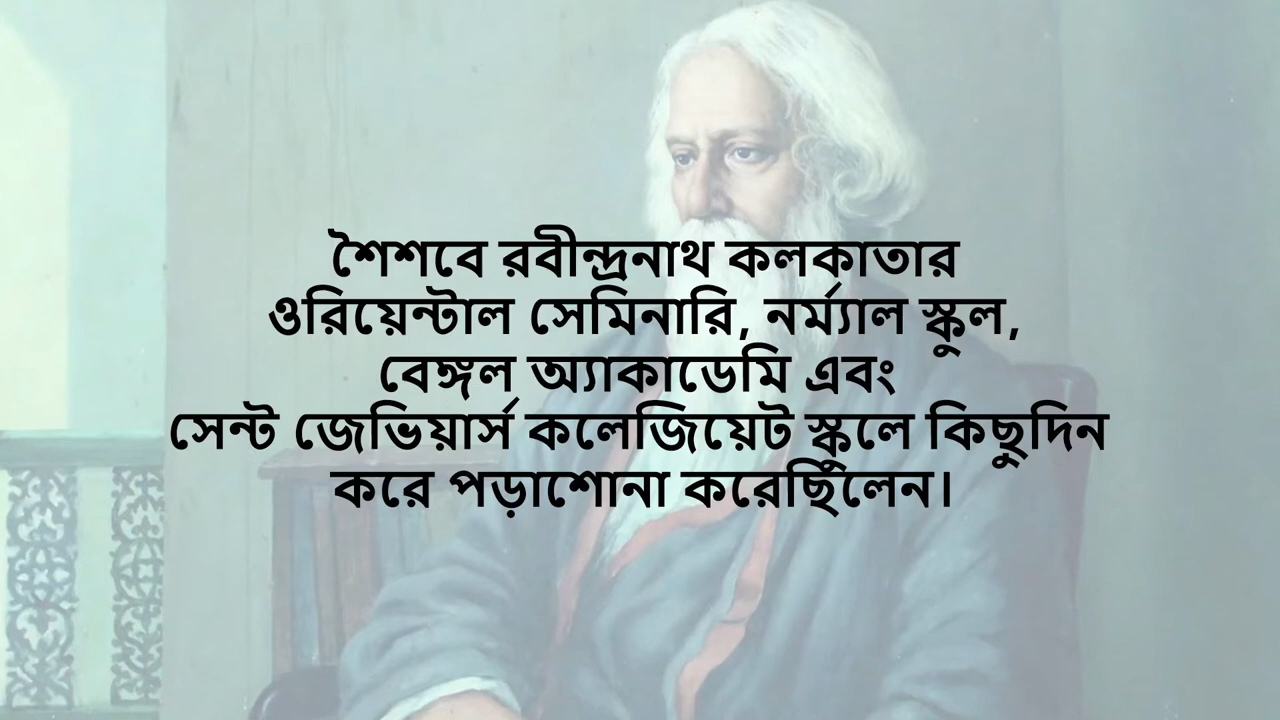 শৈশবে রবীন্দ্রনাথ কলকাতার
ওরিয়েন্টাল সেমিনারি, নর্ম্যাল স্কুল,
বেঙ্গল অ্যাকাডেমি এবং
সেন্ট জেভিয়ার্স কলেজিয়েট স্কুলে কিছুদিন
করে পড়াশোনা করেছিলেন।